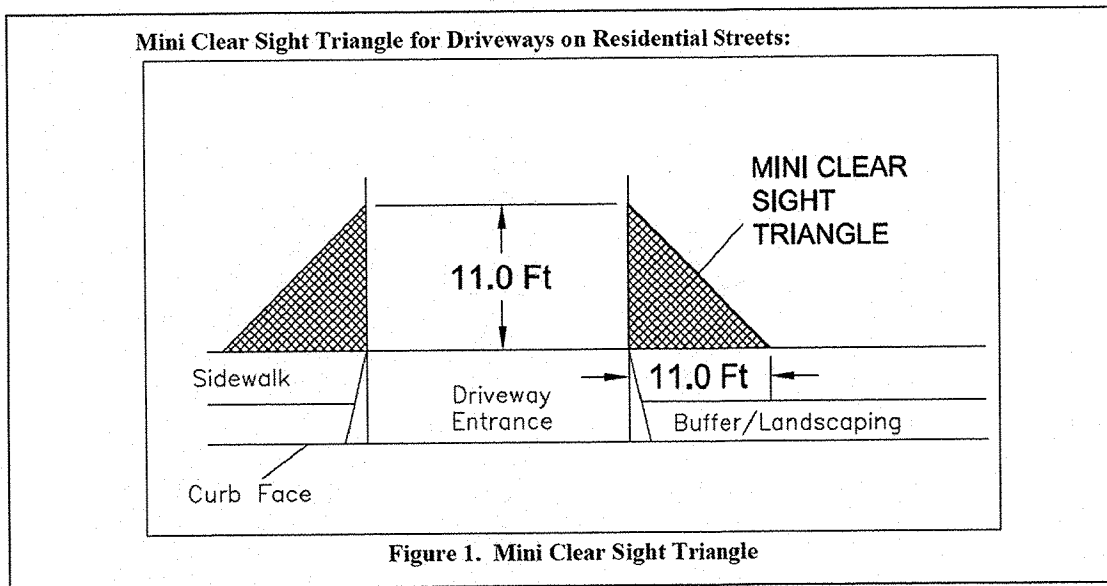 Mini Clear Sight Triangle for Driveways on Residential Streets:
MINI CLEAR
SIGHT
TRIANGLE
11.0 Ft
Sidewalk
Driveway
Entrance
11.0 Ft
Buffer/Landscaping
Curb Face
Figure 1. Mini Clear Sight Triangle